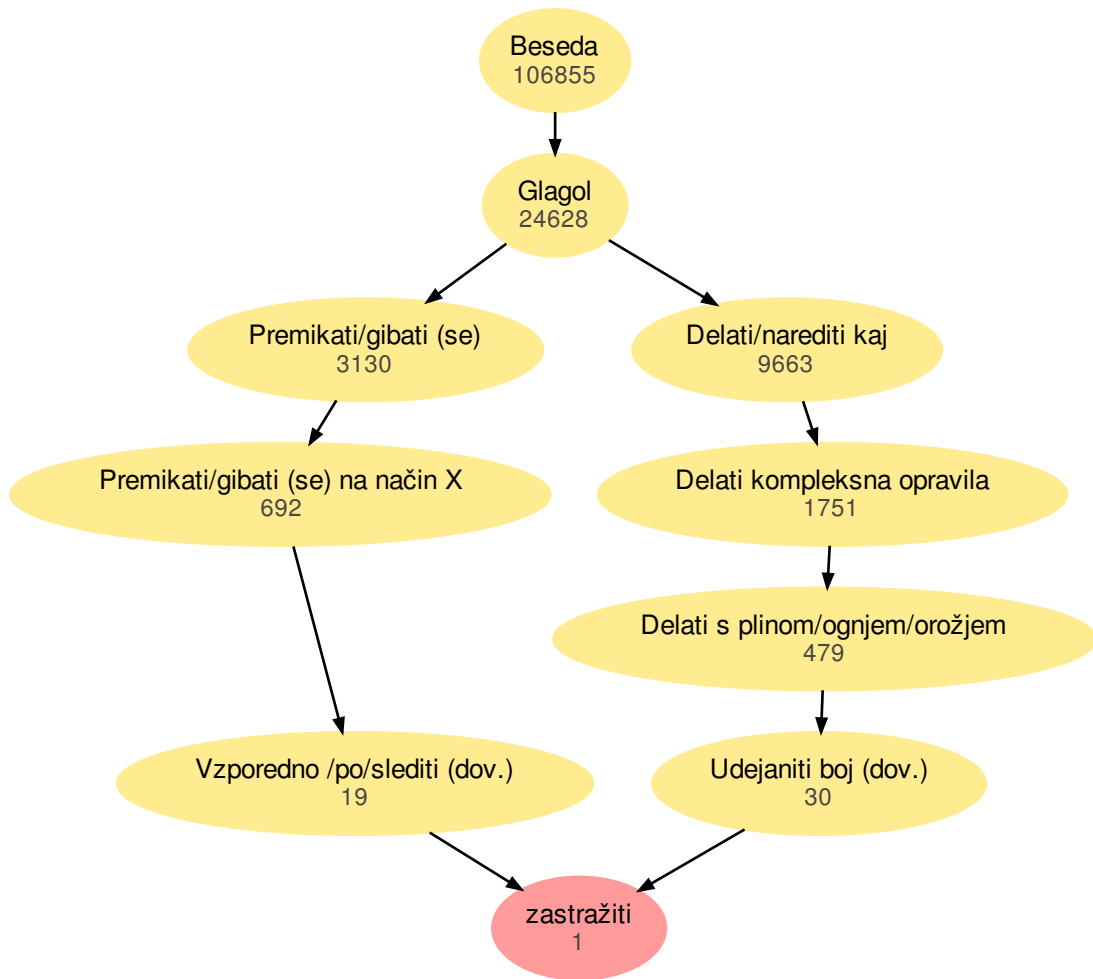 Beseda
106855
Glagol
24628
Premikati/gibati (se)
3130
Delati/narediti kaj
9663
Premikati/gibati (se) na način X
692
Delati kompleksna opravila
1751
Delati s plinom/ognjem/orožjem
479
Vzporedno /po/slediti (dov.)
19
Udejaniti boj (dov.)
30
zastražiti
1